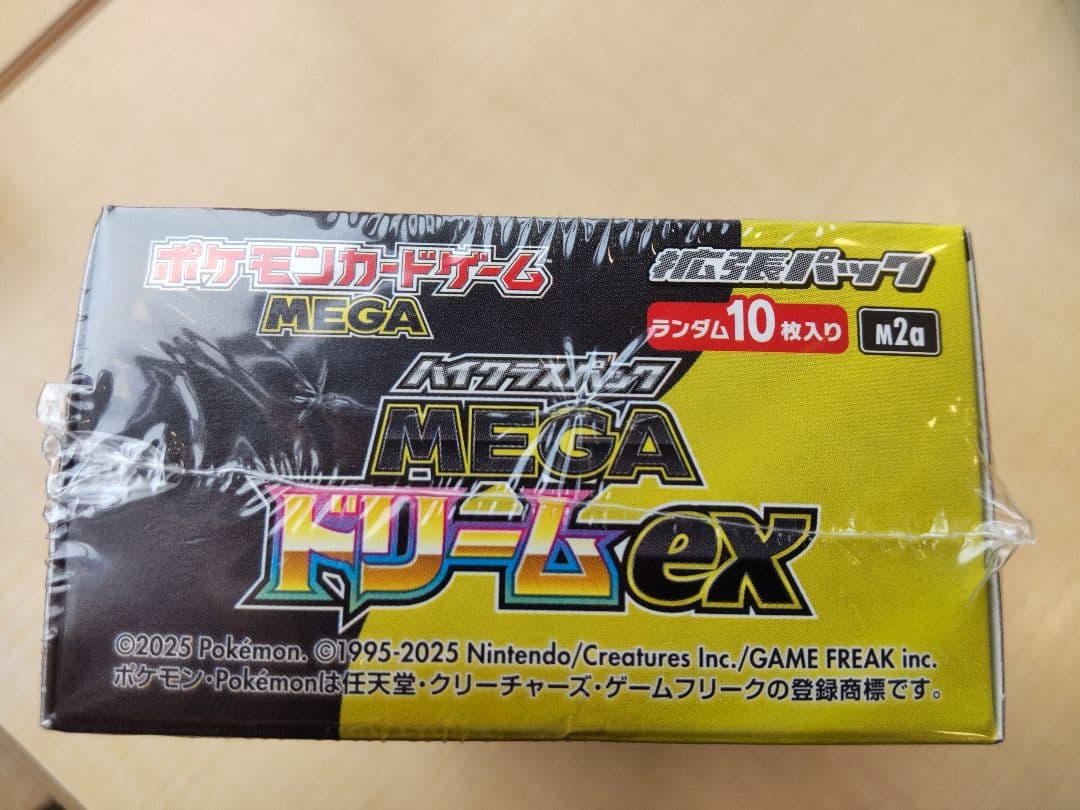 ポケモンカードゲーム
MEGA
拡張パック
ランダム10枚入り
M2a
ハイクラスパック
MEGA
ドリームex
©2025 Pokémon. ©1995-2025 Nintendo/Creatures Inc./GAME FREAK inc.
ポケモン・Pokémonは任天堂・クリーチャーズ・ゲームフリークの登録商標です。